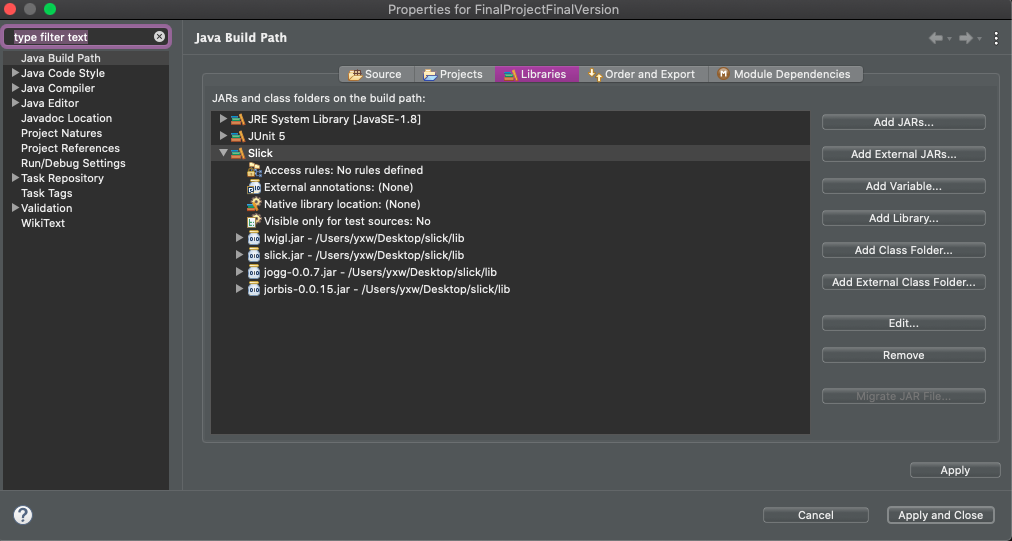 Properties for FinalProjectFinalVersion
type filter text
Java Build Path
Java Code Style
Java Compiler
Java Editor
Javadoc Location
Project Natures
Project References
Run/Debug Settings
Task Repository
Task Tags
Validation
WikiText
Java Build Path
Source
Projects
Libraries
Order and Export
Module Dependencies
JARs and class folders on the build path:
JRE System Library [JavaSE-1.8]
JUnit 5
Slick
Access rules: No rules defined
External annotations: (None)
Native library location: (None)
Visible only for test sources: No
lwjgl.jar - /Users/yxw/Desktop/slick/lib
slick.jar - /Users/yxw/Desktop/slick/lib
jogg-0.0.7.jar - /Users/yxw/Desktop/slick/lib
jorbis-0.0.15.jar - /Users/yxw/Desktop/slick/lib
Add JARs...
Add External JARs...
Add Variable...
Add Library...
Add Class Folder...
Add External Class Folder...
Edit...
Remove
Migrate JAR File...
Apply
?
Cancel
Apply and Close